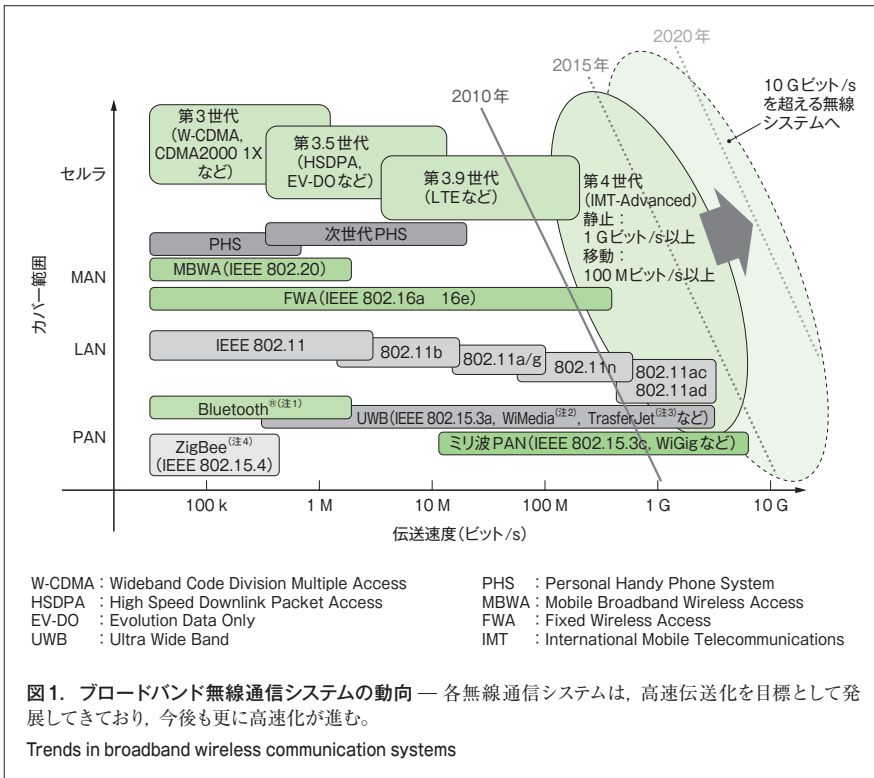 2020年
2015年
2010年
10 Gビット/s
を超える無線
システムへ
カバー範囲
セルラ
MAN
LAN
PAN
第3世代
(W-CDMA,
CDMA2000 1X
など)
第3.5世代
(HSDPA,
EV-DOなど)
第3.9世代
(LTEなど)
第4世代
(IMT-Advanced)
静止：
1 Gビット/s以上
移動：
100 Mビット/s以上
PHS
次世代PHS
MBWA(IEEE 802.20)
FWA(IEEE 802.16a 16e)
IEEE 802.11
802.11b
802.11a/g
802.11n
802.11ac
802.11ad
Bluetooth®(注1)
UWB(IEEE 802.15.3a, WiMedia(注2), TrasferJet(注3)など)
ZigBee(注4)
(IEEE 802.15.4)
ミリ波PAN(IEEE 802.15.3c, WiGigなど)
100 k 1 M 10 M 100 M 1 G 10 G
伝送速度(ビット/s)
W-CDMA：Wideband Code Division Multiple Access
HSDPA：High Speed Downlink Packet Access
EV-DO：Evolution Data Only
UWB：Ultra Wide Band
PHS：Personal Handy Phone System
MBWA：Mobile Broadband Wireless Access
FWA：Fixed Wireless Access
IMT：International Mobile Telecommunications
図1. ブロードバンド無線通信システムの動向 — 各無線通信システムは，高速伝送化を目標として発
展してきており，今後も更に高速化が進む。
Trends in broadband wireless communication systems